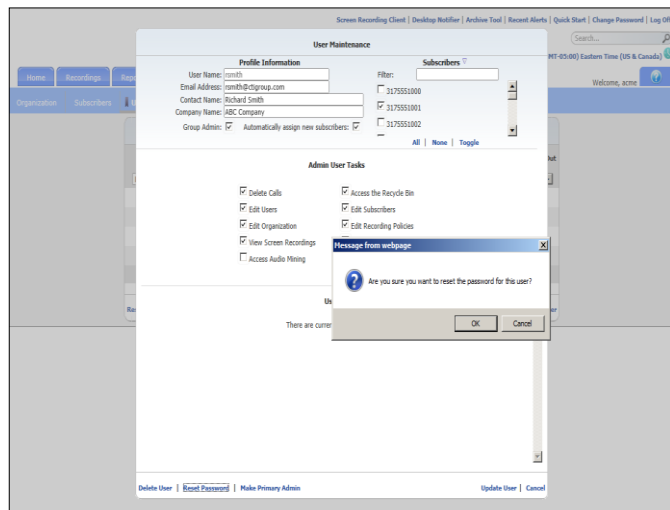 Screen Recording Client | Desktop Notifier | Archive Tool | Recent Alerts | Quick Start | Change Password | Log Off
Search...
MT-05:00) Eastern Time (US & Canada)
Home Recordings Repo
Welcome, acme
Organization Subscribers U
User Maintenance
Profile Information
User Name: rsmith
Email Address: rsmith@ctigroup.com
Contact Name: Richard Smith
Company Name: ABC Company
Group Admin: Automatically assign new subscribers:
Subscribers
Filter:
3175551000
3175551001
3175551002
All | None | Toggle
Admin User Tasks
Delete Calls Access the Recycle Bin
Edit Users Edit Subscribers
Edit Organization Edit Recording Policies
View Screen Recordings
Access Audio Mining
Message from webpage X
Are you sure you want to reset the password for this user?
OK Cancel
Us
There are curren
Delete User | Reset Password | Make Primary Admin
Update User | Cancel